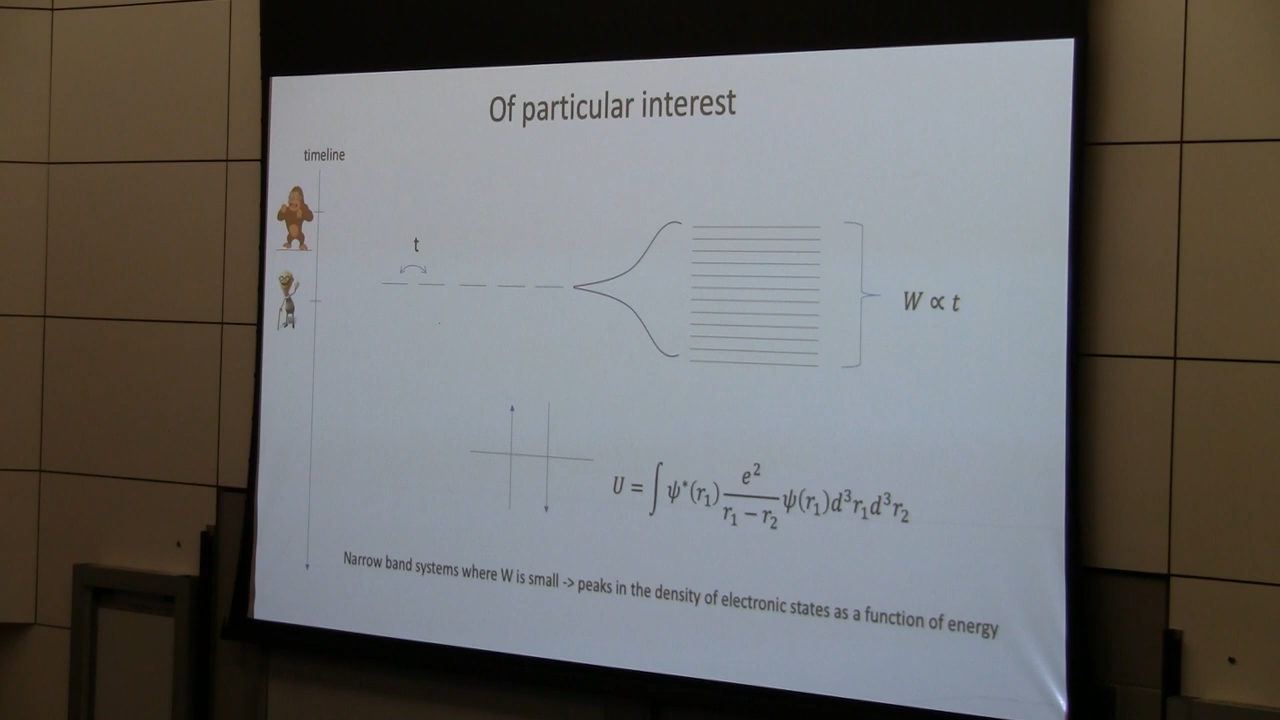 Of particular interest
timeline
t
W ∝ t
U = ∫ ψ*(r₁) e²/(r₁ − r₂) ψ(r₁)d³r₁d³r₂
Narrow band systems where W is small -> peaks in the density of electronic states as a function of energy